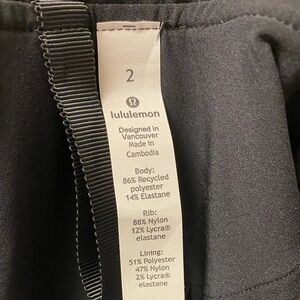 2
lululemon
Designed in
Vancouver
Made in
Cambodia
Body:
86% Recycled
polyester
14% Elastane
Rib:
88% Nylon
12% Lycra®
elastane
Lining:
51% Polyester
47% Nylon
2% Lycra®
elastane